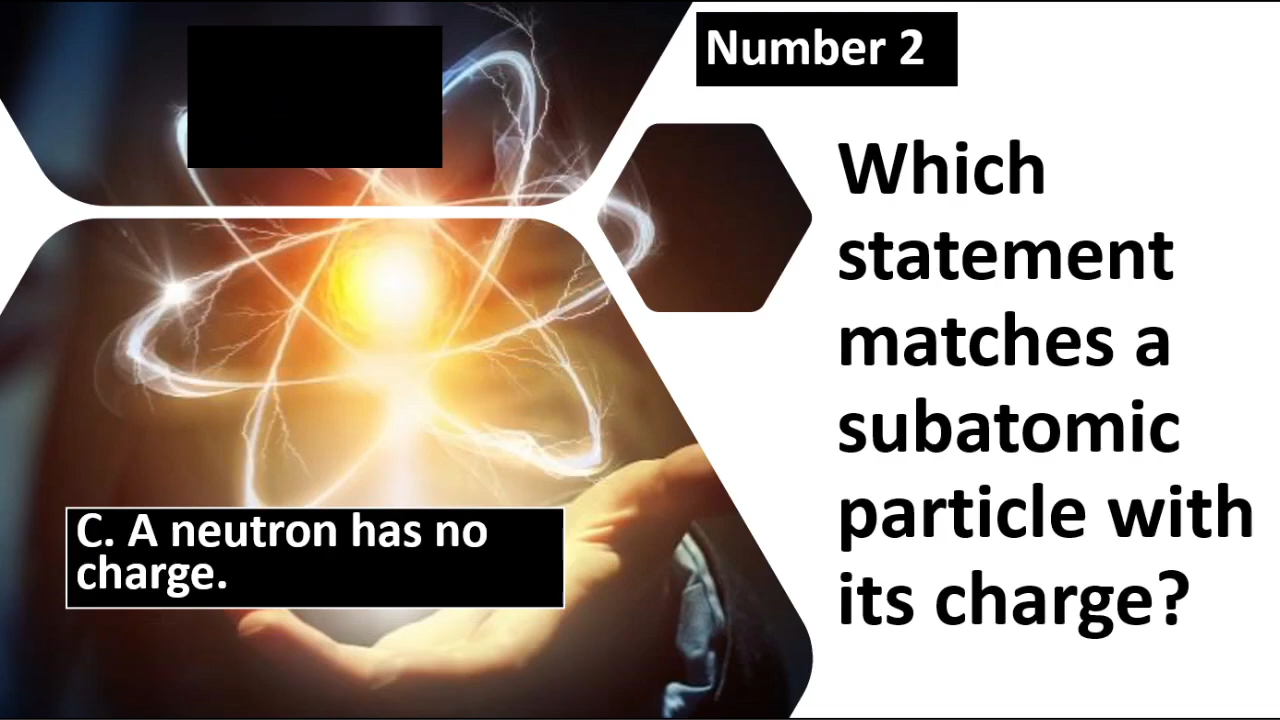 Number 2
Which
statement
matches a
subatomic
particle with
its charge?
C. A neutron has no
charge.